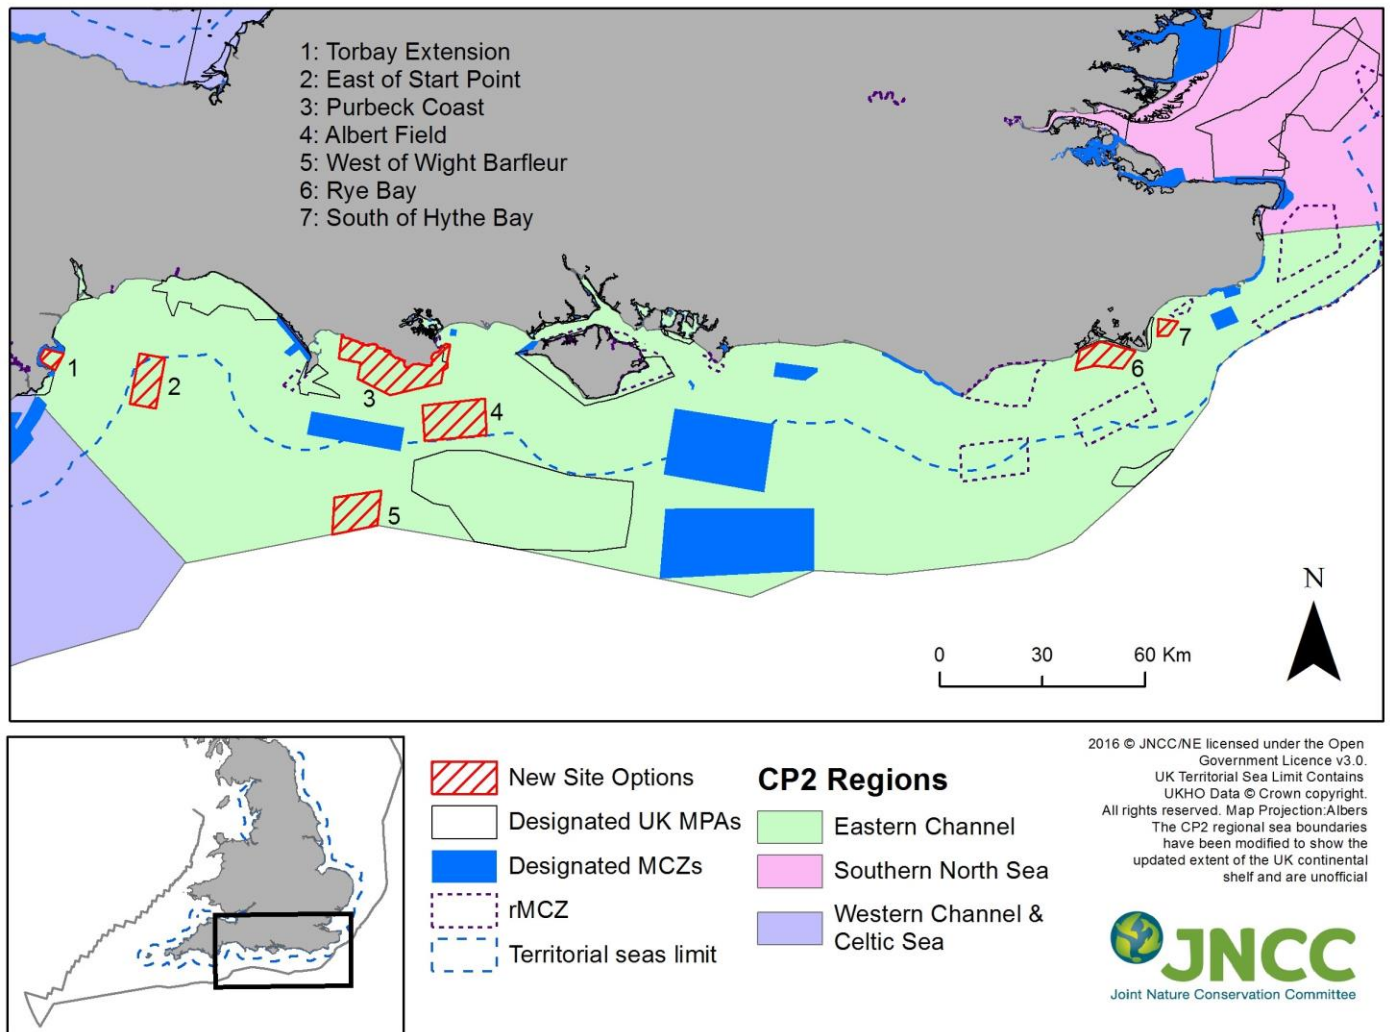 1: Torbay Extension
2: East of Start Point
3: Purbeck Coast
4: Albert Field
5: West of Wight Barfleur
6: Rye Bay
7: South of Hythe Bay
1
2
3
4
5
6
7
N
0 30 60 Km
New Site Options
Designated UK MPAs
Designated MCZs
rMCZ
Territorial seas limit
CP2 Regions
Eastern Channel
Southern North Sea
Western Channel &
Celtic Sea
2016 © JNCC/NE licensed under the Open
Government Licence v3.0.
UK Territorial Sea Limit Contains
UKHO Data © Crown copyright.
All rights reserved. Map Projection:Albers
The CP2 regional sea boundaries
have been modified to show the
updated extent of the UK continental
shelf and are unofficial
JNCC
Joint Nature Conservation Committee